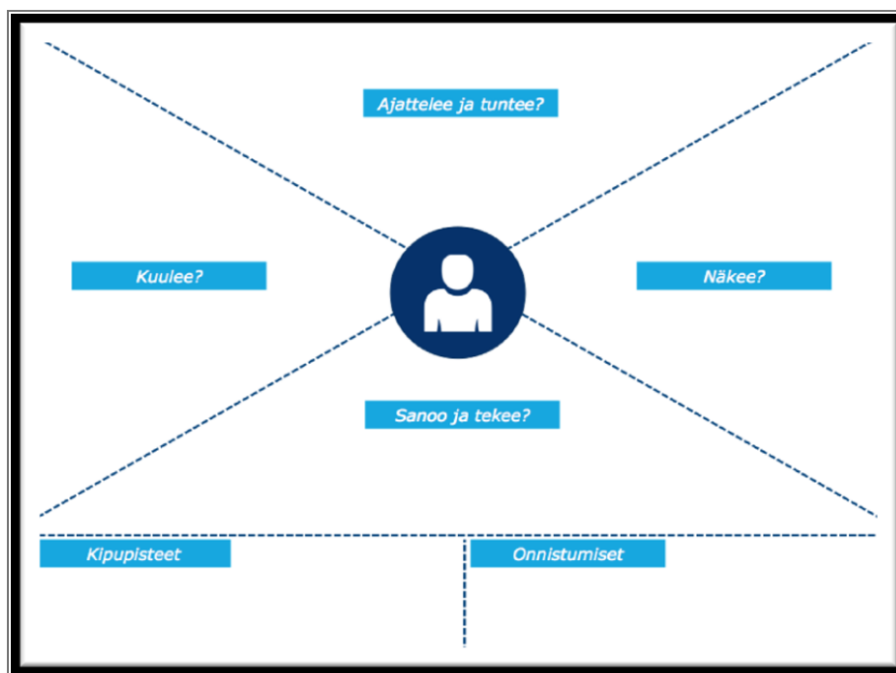 Ajattelee ja tuntee?
Kuulee?
Näkee?
Sanoo ja tekee?
Kipupisteet
Onnistumiset